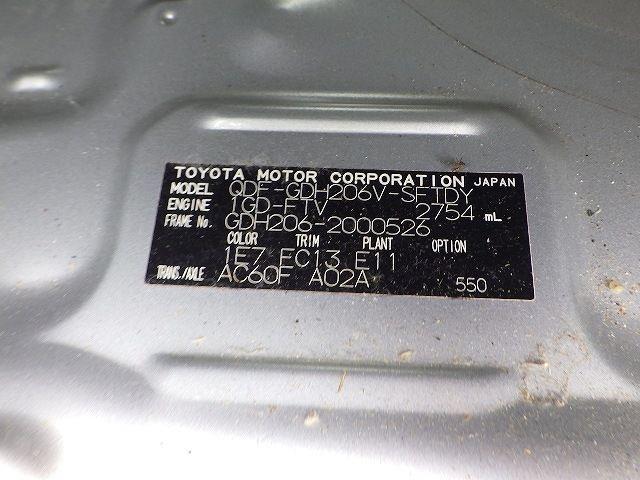 TOYOTA MOTOR CORPORATION JAPAN
MODEL QDF-GDH206V-SFTDY
ENGINE 1GD-FTV 2754 mL
FRAME No. GDH206-2000526
COLOR TRIM PLANT OPTION
1E7 FC13 E11
TRANS./AXLE AC60F A02A 550